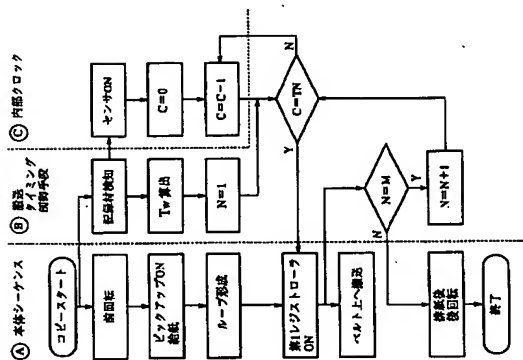 Ⓐ 本体シーケンス
コピースタート
前回転
ピックアップON
給紙
ループ形成
第1レジストローラ
ON
ベルト上へ搬送
排紙後
後回転
終了
Ⓑ 搬送
タイミング
制御手段
記録材検知
Tw 算出
N=1
N=M
N
Y
N=N+1
Ⓒ 内部クロック
センサON
C=0
C=C-1
C=TN
N
Y